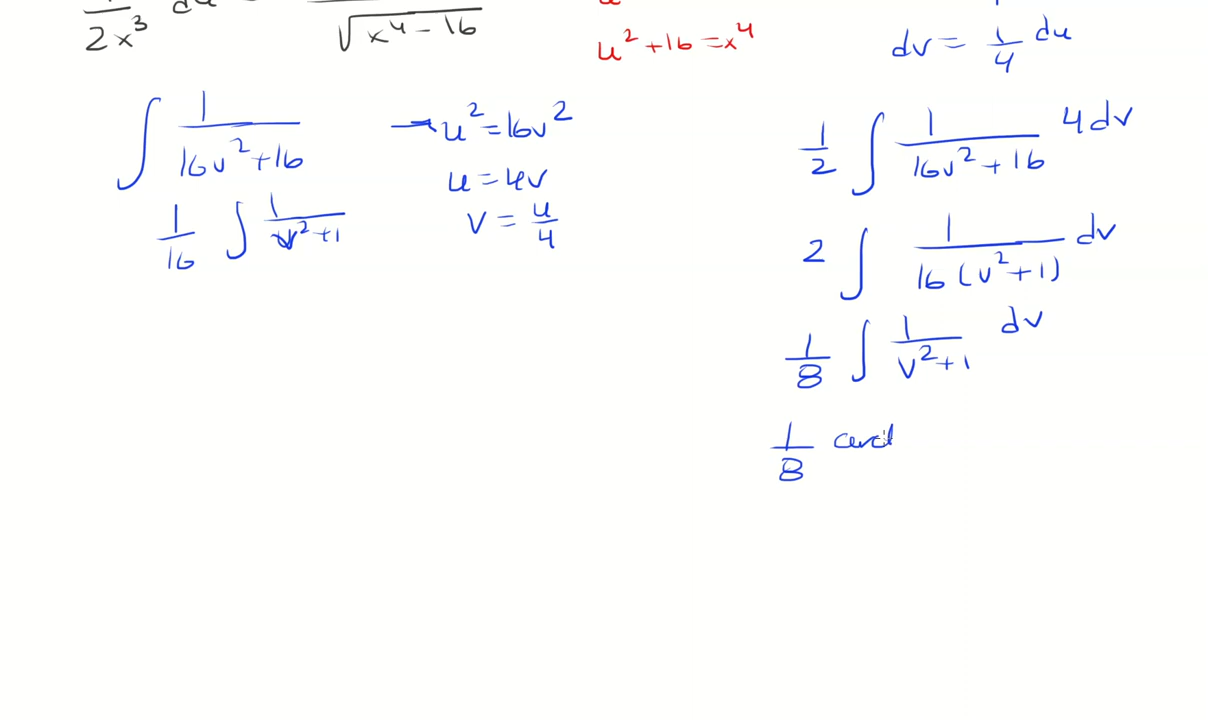 2x³ du
√(x⁴ - 16)
u² + 16 = x⁴
dv = 1/4 du
∫ 1/(16v² + 16)
→ u² = 16v²
u = 4v
v = u/4
1/16 ∫ 1/(v² + 1)
1/2 ∫ 1/(16v² + 16) 4dv
2 ∫ 1/(16(v² + 1)) dv
1/8 ∫ 1/(v² + 1) dv
1/8